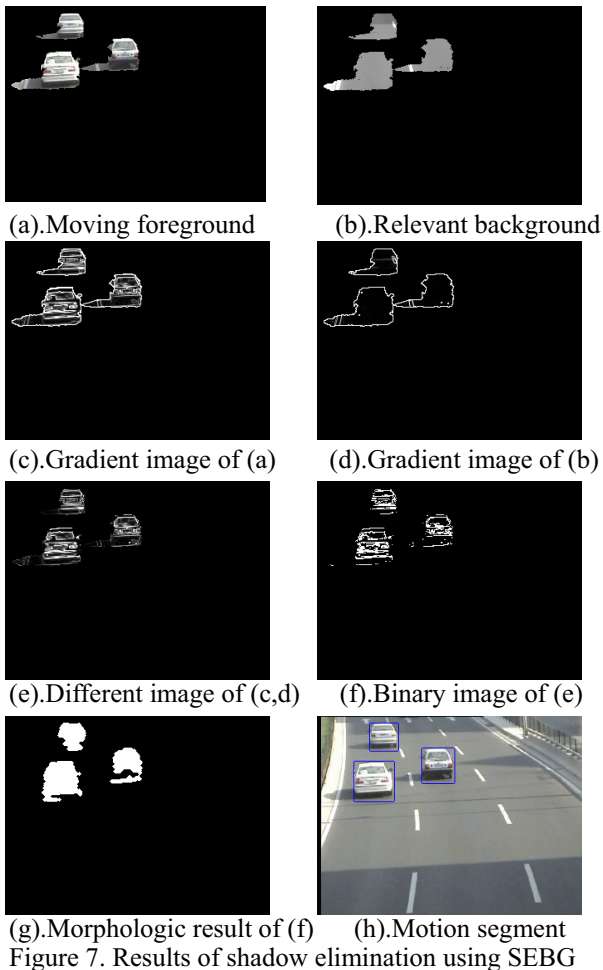 (a).Moving foreground
(b).Relevant background
(c).Gradient image of (a)
(d).Gradient image of (b)
(e).Different image of (c,d)
(f).Binary image of (e)
(g).Morphologic result of (f)
(h).Motion segment
Figure 7. Results of shadow elimination using SEBG